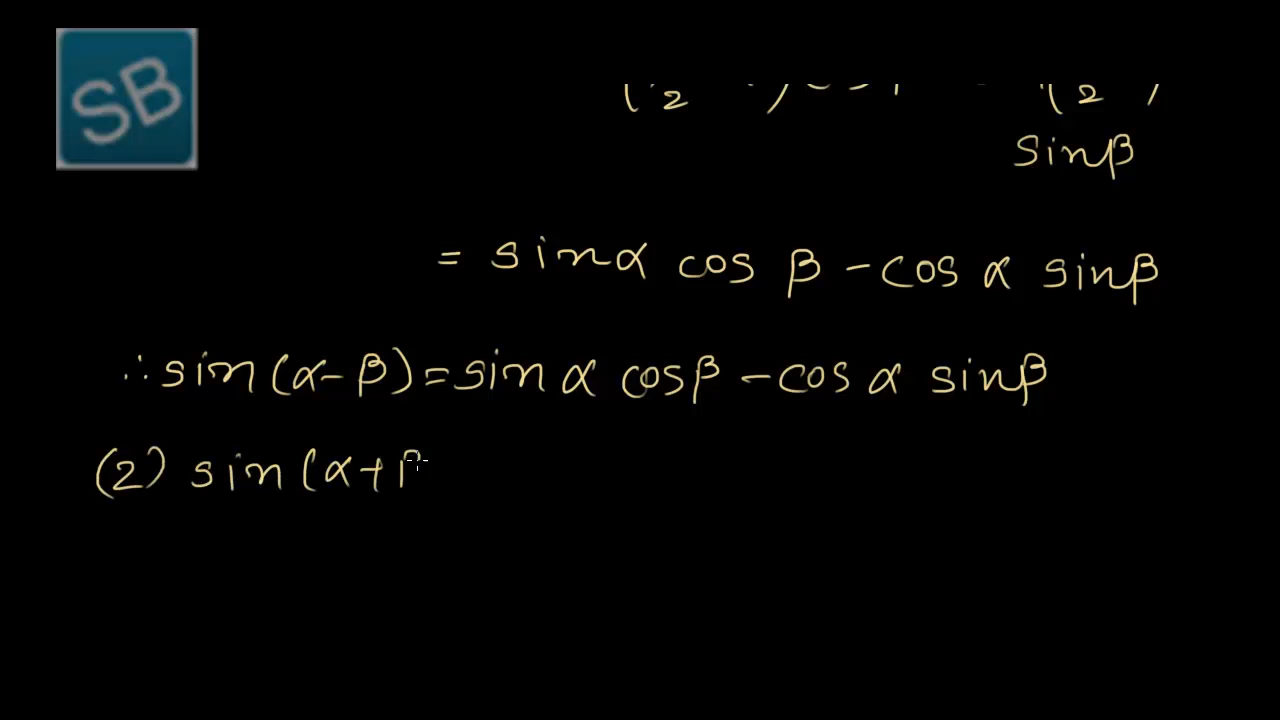 SB
sinβ
= sinα cos β - cos α sinβ
∴ sin(α-β) = sin α cosβ - cos α sinβ
(2) sin(α+